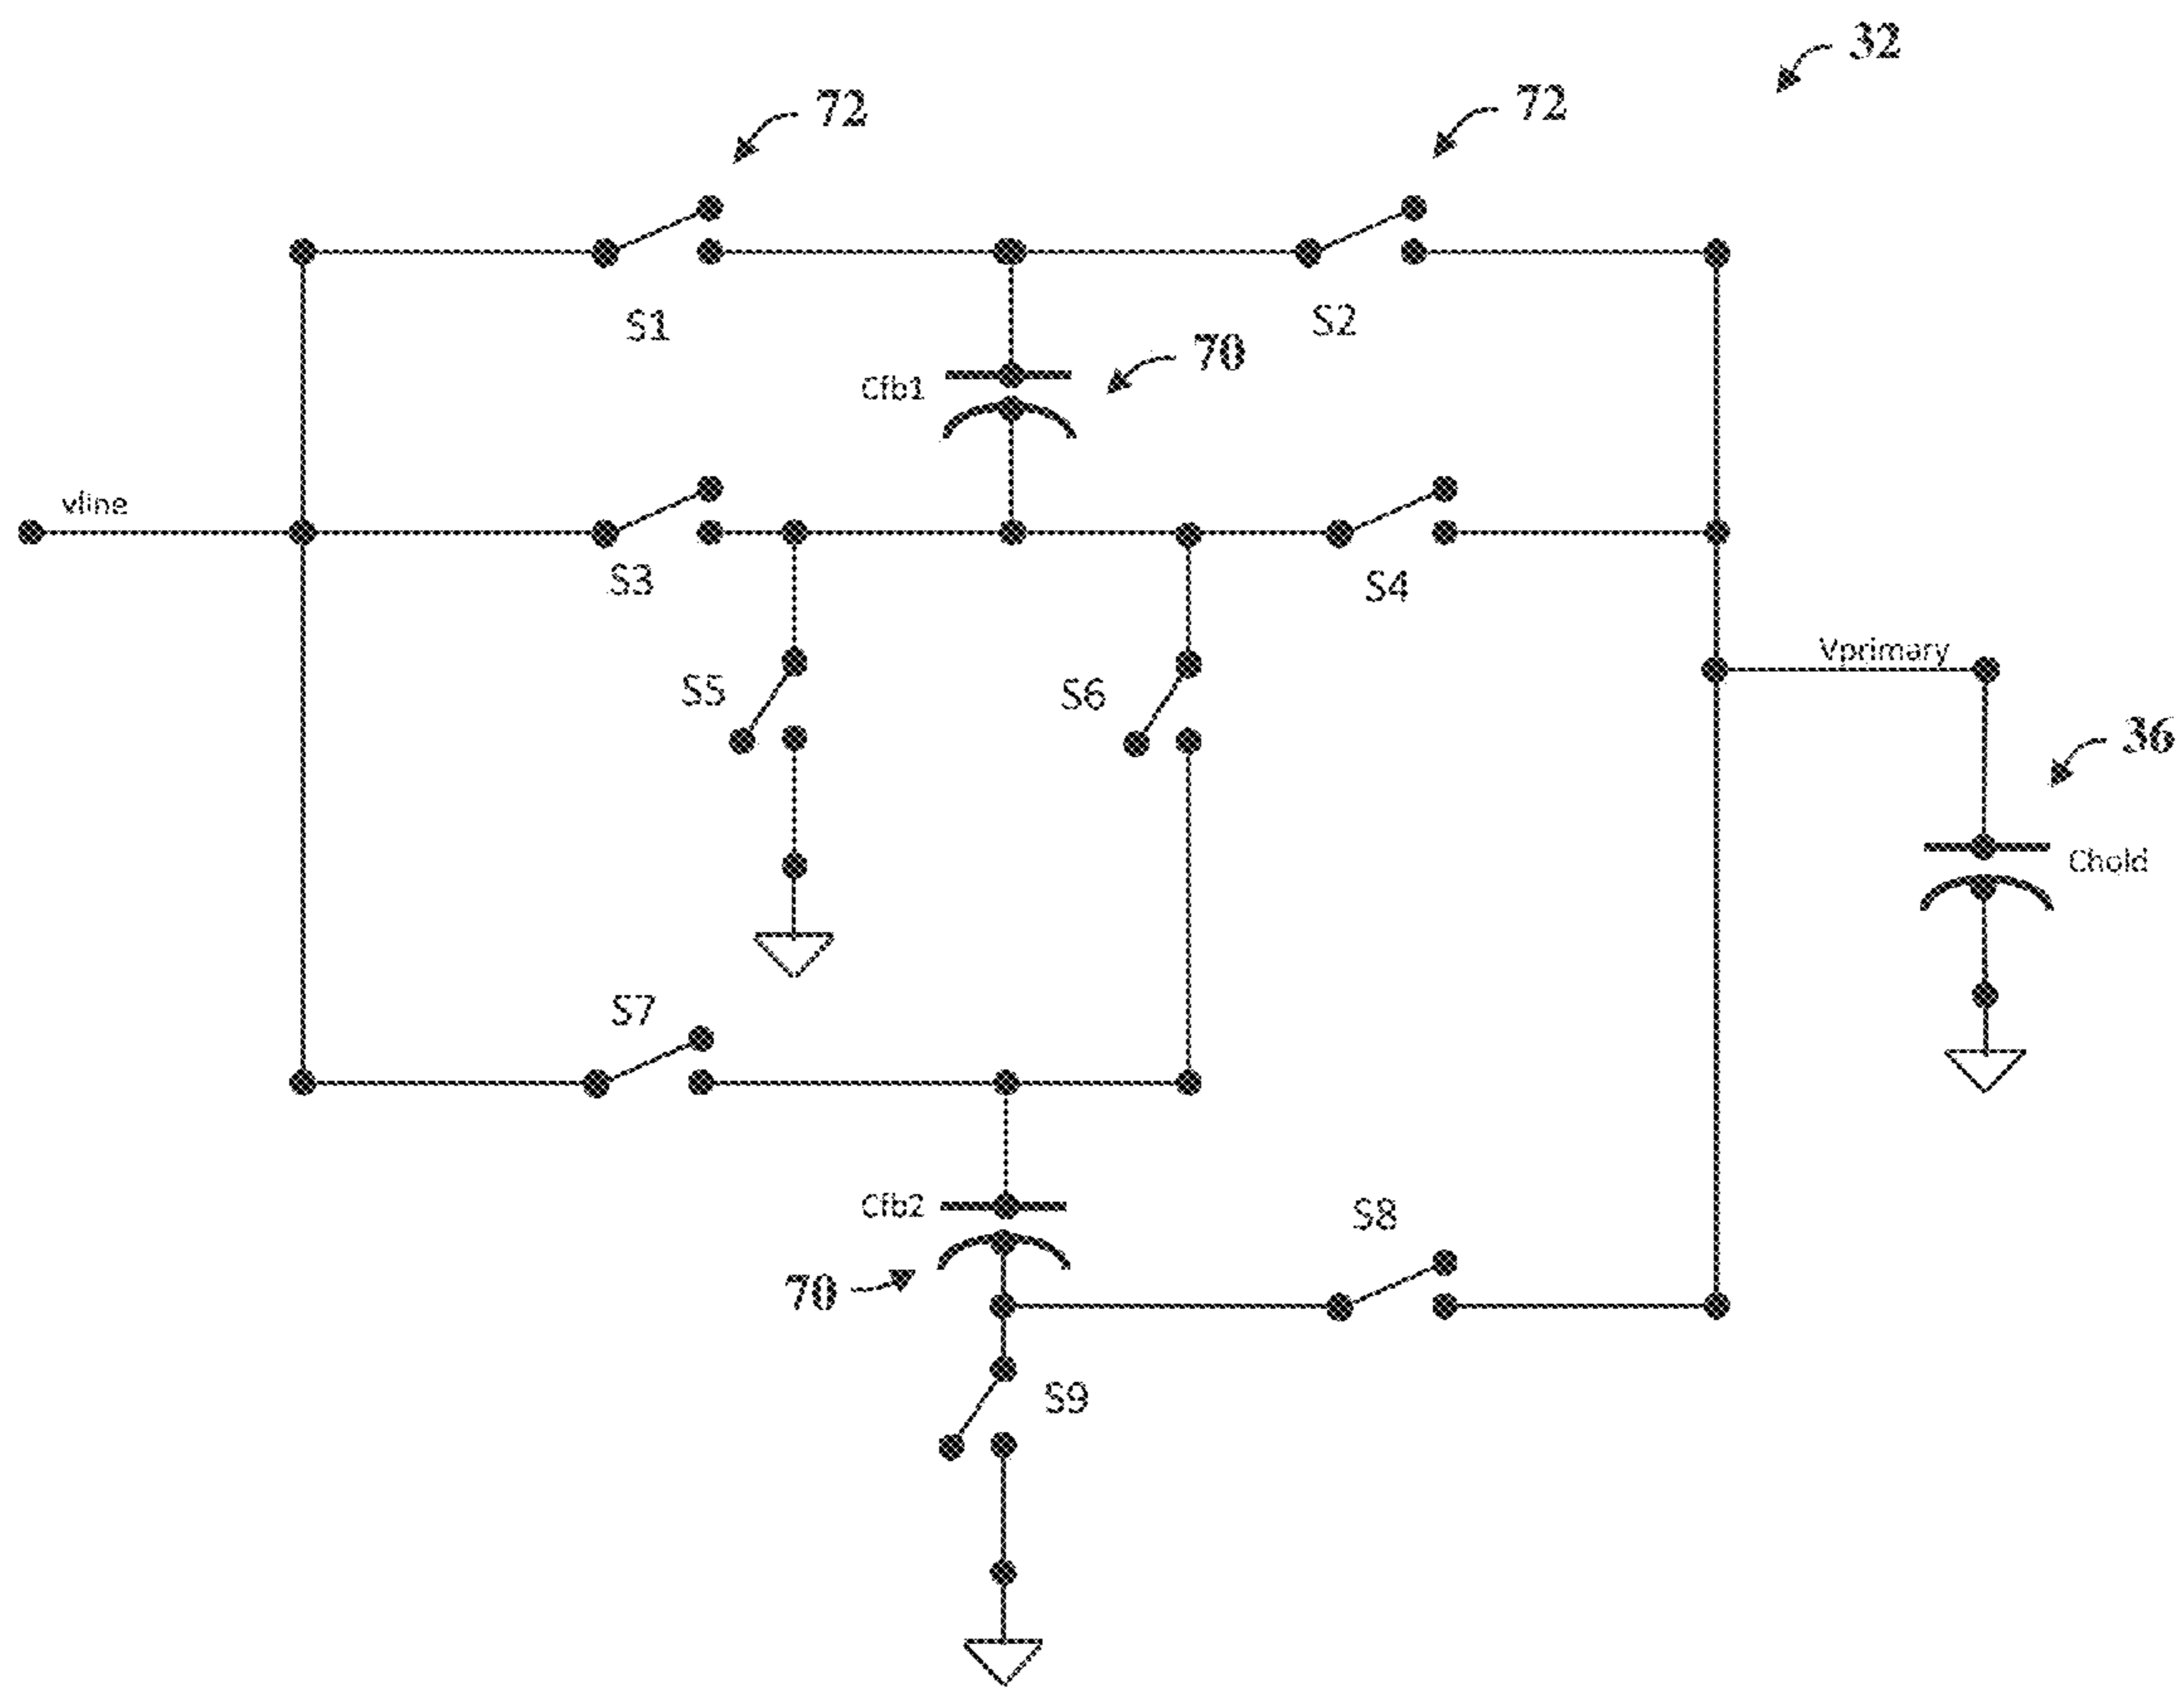 32
72
72
S1
S2
70
Cfb1
vline
S3
S4
Vprimary
S5
S6
36
Chold
S7
Cfb2
S8
70
S9